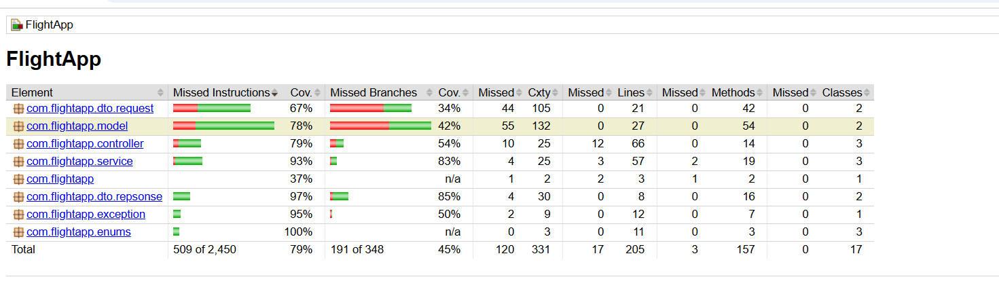 FlightApp
FlightApp
Element Missed Instructions Cov. Missed Branches Cov. Missed Cxty Missed Lines Missed Methods Missed Classes
com.flightapp.dto.request 67% 34% 44 105 0 21 0 42 0 2
com.flightapp.model 78% 42% 55 132 0 27 0 54 0 2
com.flightapp.controller 79% 54% 10 25 12 66 0 14 0 3
com.flightapp.service 93% 83% 4 25 3 57 2 19 0 3
com.flightapp 37% n/a 1 2 2 3 1 2 0 1
com.flightapp.dto.repsonse 97% 85% 4 30 0 8 0 16 0 2
com.flightapp.exception 95% 50% 2 9 0 12 0 7 0 1
com.flightapp.enums 100% n/a 0 3 0 11 0 3 0 3
Total 509 of 2,450 79% 191 of 348 45% 120 331 17 205 3 157 0 17